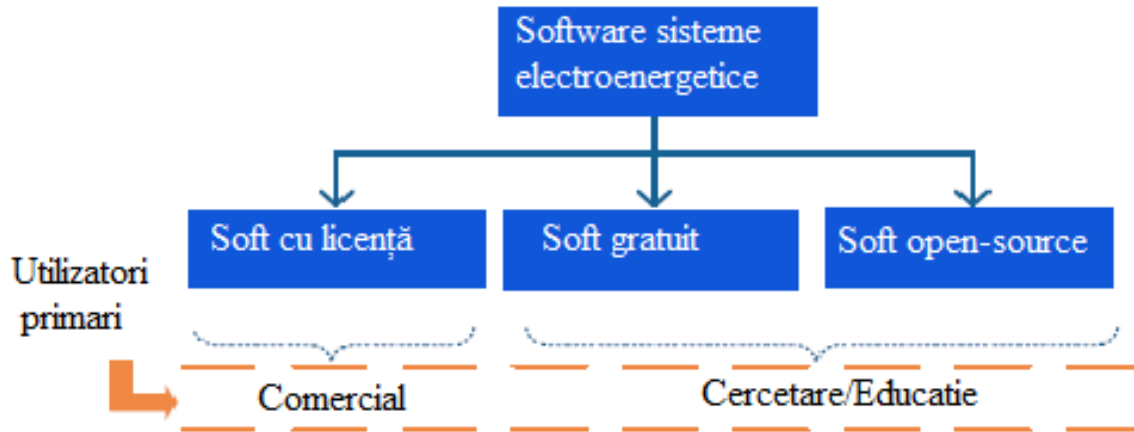 Software sisteme
electroenergetice
Soft cu licență
Soft gratuit
Soft open-source
Utilizatori
primari
Comercial
Cercetare/Educatie